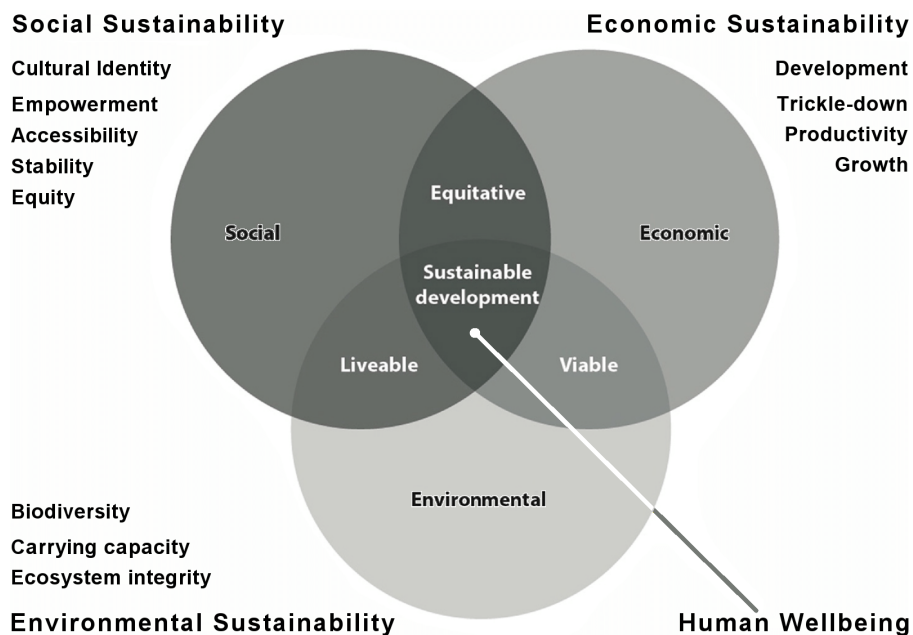 Social Sustainability
Cultural Identity
Empowerment
Accessibility
Stability
Equity
Economic Sustainability
Development
Trickle-down
Productivity
Growth
Equitative
Social
Economic
Sustainable
development
Liveable
Viable
Environmental
Biodiversity
Carrying capacity
Ecosystem integrity
Environmental Sustainability
Human Wellbeing